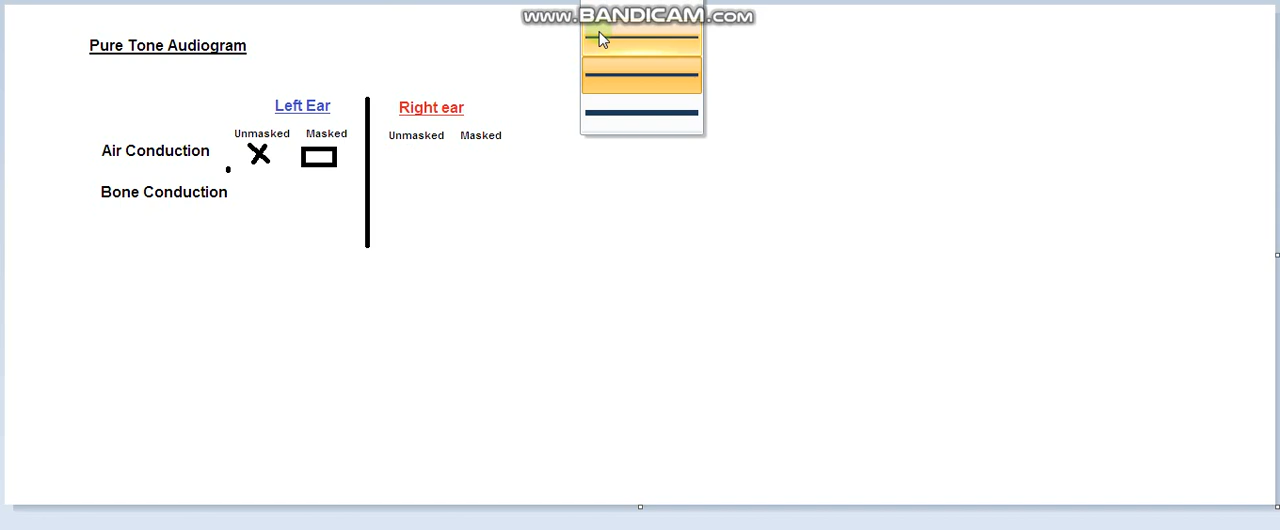 www.BANDICAM.com
Pure Tone Audiogram
Left Ear
Right ear
Unmasked Masked
Unmasked Masked
Air Conduction
Bone Conduction